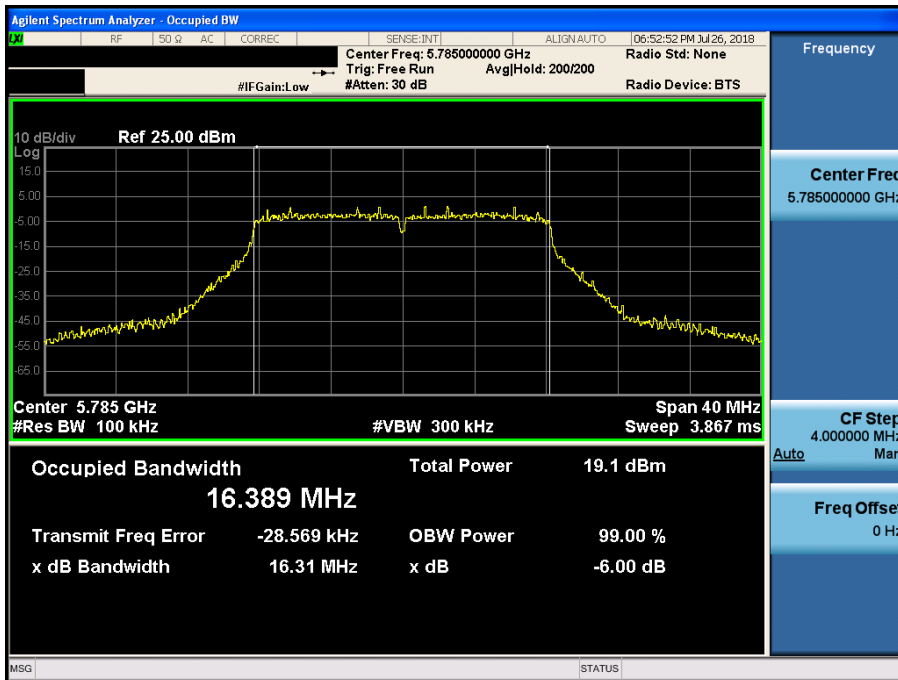 Agilent Spectrum Analyzer - Occupied BW
LXI RF 50 Ω AC CORREC SENSE:INT ALIGN AUTO 06:52:52 PM Jul 26, 2018
Center Freq: 5.785000000 GHz Radio Std: None
Trig: Free Run Avg|Hold: 200/200
#IFGain:Low #Atten: 30 dB Radio Device: BTS
Frequency
10 dB/div Ref 25.00 dBm
Log
15.0
5.00
-5.00
-15.0
-25.0
-35.0
-45.0
-55.0
-65.0
Center 5.785 GHz Span 40 MHz
#Res BW 100 kHz #VBW 300 kHz Sweep 3.867 ms
Center Freq
5.785000000 GHz
CF Step
4.000000 MHz
Auto Man
Freq Offset
0 Hz
Occupied Bandwidth Total Power 19.1 dBm
16.389 MHz
Transmit Freq Error -28.569 kHz OBW Power 99.00 %
x dB Bandwidth 16.31 MHz x dB -6.00 dB
MSG STATUS